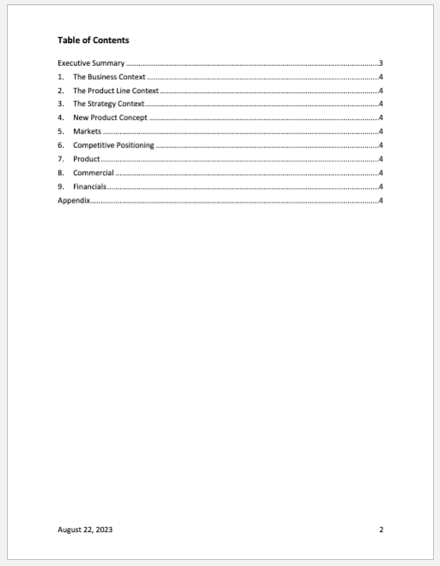 Table of Contents
Executive Summary ........................................................................................3
1. The Business Context ........................................................................................4
2. The Product Line Context ........................................................................................4
3. The Strategy Context ........................................................................................4
4. New Product Concept ........................................................................................4
5. Markets ........................................................................................4
6. Competitive Positioning ........................................................................................4
7. Product ........................................................................................4
8. Commercial ........................................................................................4
9. Financials ........................................................................................4
Appendix ........................................................................................4
August 22, 2023 2